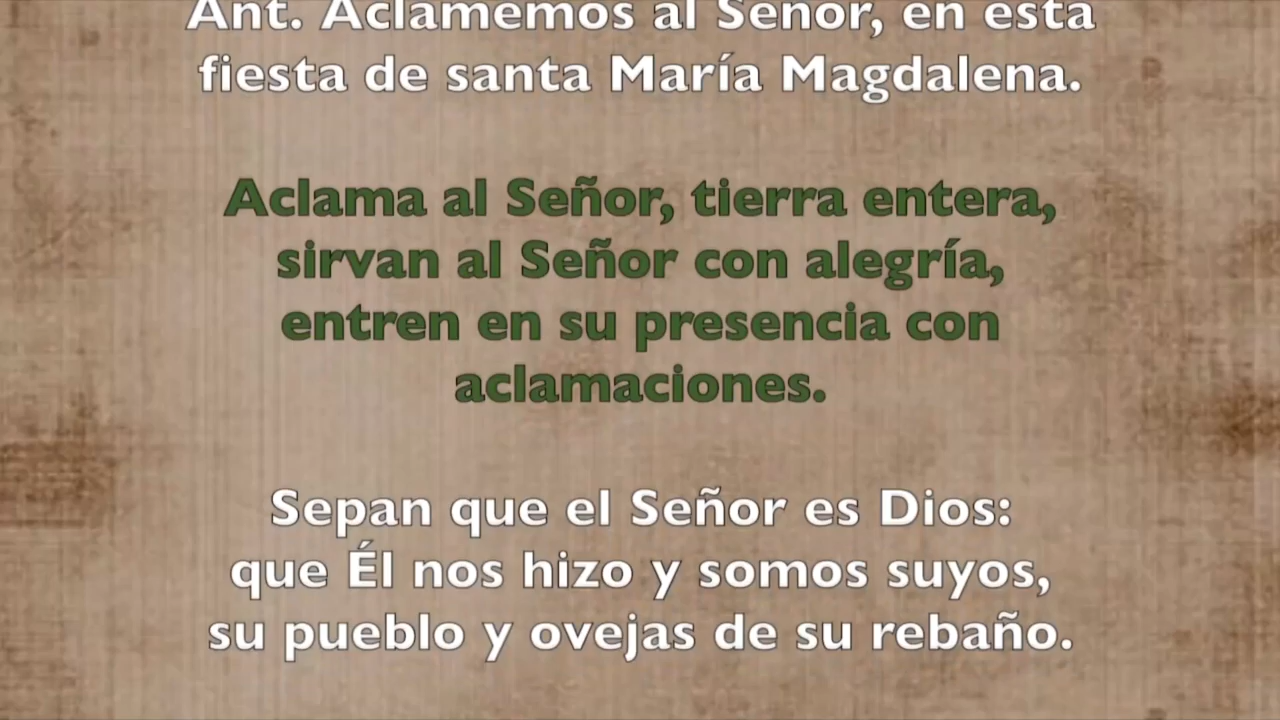 Ant. Aclamemos al Señor, en esta
fiesta de santa María Magdalena.
Aclama al Señor, tierra entera,
sirvan al Señor con alegría,
entren en su presencia con
aclamaciones.
Sepan que el Señor es Dios:
que Él nos hizo y somos suyos,
su pueblo y ovejas de su rebaño.